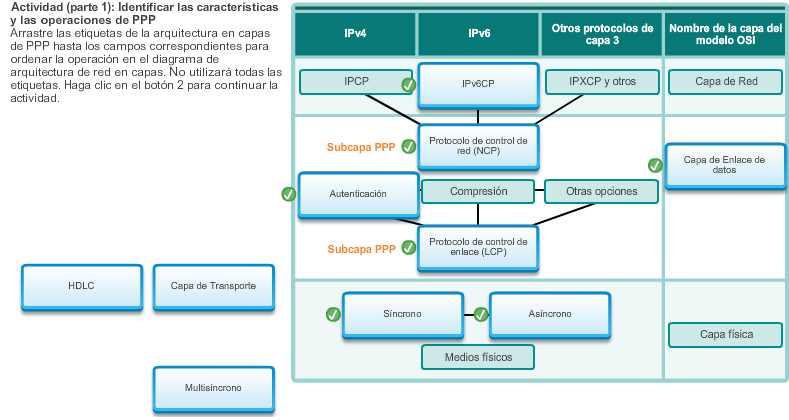 Actividad (parte 1): Identificar las características
y las operaciones de PPP
Arrastre las etiquetas de la arquitectura en capas
de PPP hasta los campos correspondientes para
ordenar la operación en el diagrama de
arquitectura de red en capas. No utilizará todas las
etiquetas. Haga clic en el botón 2 para continuar la
actividad.
IPv4
IPv6
Otros protocolos de
capa 3
Nombre de la capa del
modelo OSI
IPCP
IPv6CP
IPXCP y otros
Capa de Red
Subcapa PPP
Protocolo de control de
red (NCP)
Capa de Enlace de
datos
Autenticación
Compresión
Otras opciones
Subcapa PPP
Protocolo de control de
enlace (LCP)
HDLC
Capa de Transporte
Síncrono
Asíncrono
Capa física
Medios físicos
Multisíncrono